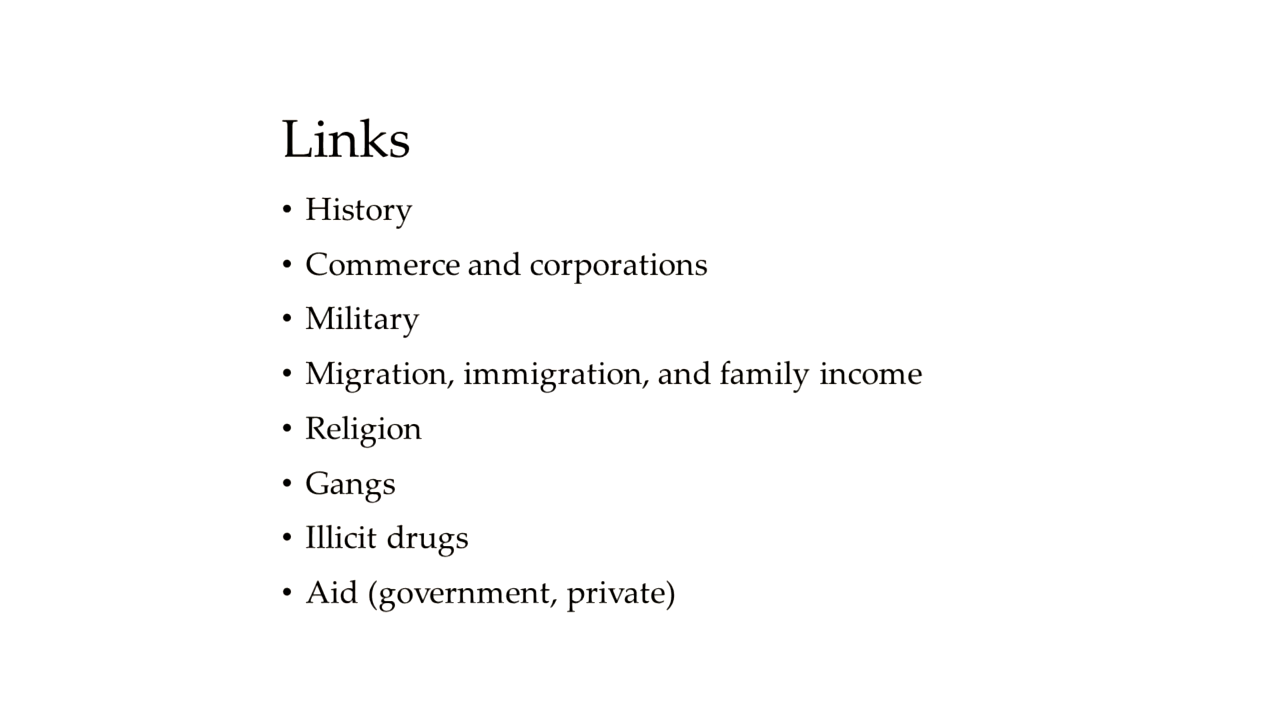 Links
• History
• Commerce and corporations
• Military
• Migration, immigration, and family income
• Religion
• Gangs
• Illicit drugs
• Aid (government, private)